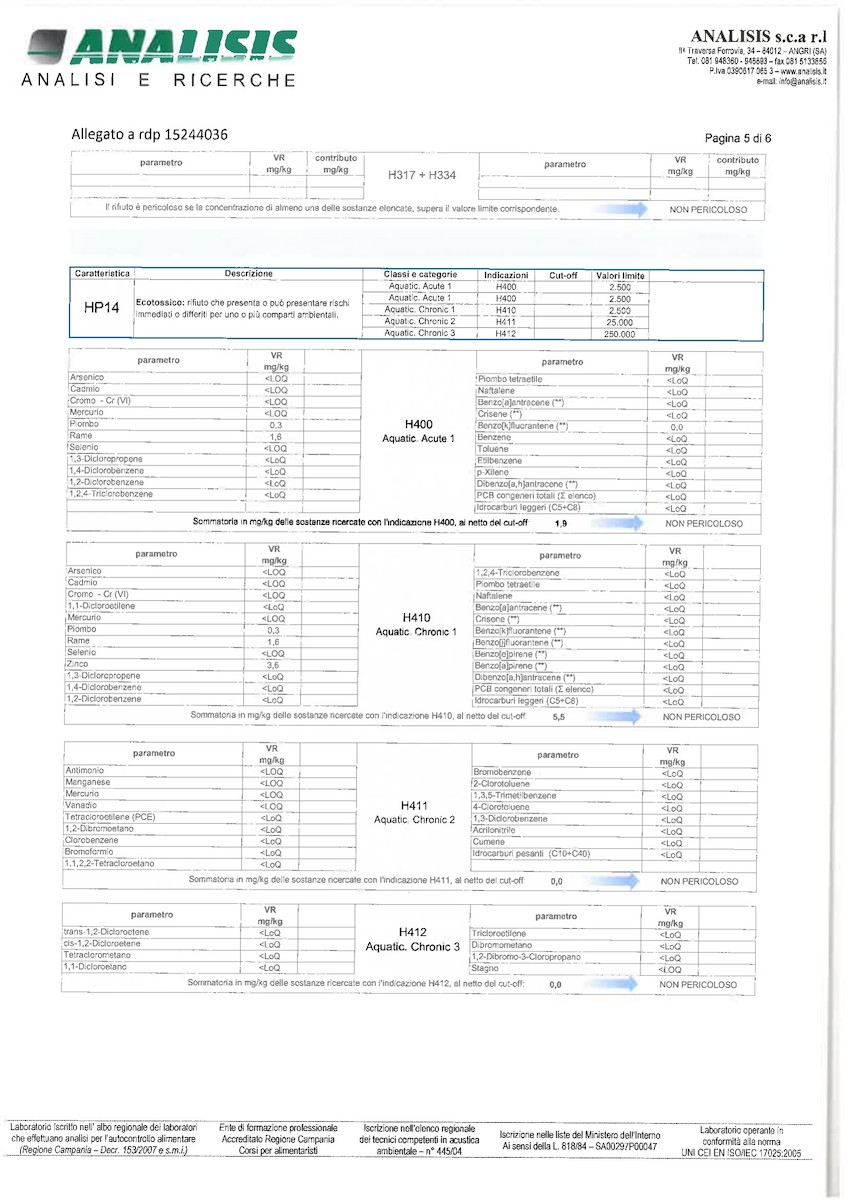 ANALISIS
ANALISI E RICERCHE
ANALISIS s.c.a r.l
IIª Traversa Ferrovia, 34 – 84012 – ANGRI (SA)
Tel. 081 948360 - 946893 – fax 081 5133855
P.Iva 0390617 065 3 – www.analisis.it
e-mail: info@analisis.it
Allegato a rdp 15244036
Pagina 5 di 6
parametro VR mg/kg contributo mg/kg H317 + H334 parametro VR mg/kg contributo mg/kg
Il rifiuto è pericoloso se la concentrazione di almeno una delle sostanze elencate, supera il valore limite corrispondente. NON PERICOLOSO
Caratteristica Descrizione Classi e categorie Indicazioni Cut-off Valori limite
HP14 Ecotossico: rifiuto che presenta o può presentare rischi
immediati o differiti per uno o più comparti ambientali.
Aquatic. Acute 1 H400 2.500
Aquatic. Acute 1 H400 2.500
Aquatic. Chronic 1 H410 2.500
Aquatic. Chronic 2 H411 25.000
Aquatic. Chronic 3 H412 250.000
parametro VR mg/kg
Arsenico <LOQ
Cadmio <LOQ
Cromo - Cr (VI) <LOQ
Mercurio <LOQ
Piombo 0,3
Rame 1,6
Selenio <LOQ
1,3-Dicloropropene <LoQ
1,4-Diclorobenzene <LoQ
1,2-Diclorobenzene <LoQ
1,2,4-Triclorobenzene <LoQ
H400
Aquatic. Acute 1
parametro VR mg/kg
Piombo tetraetile <LoQ
Naftalene <LoQ
Benzo[a]antracene (**) <LoQ
Crisene (**) <LoQ
Benzo[k]fluorantene (**) 0,0
Benzene <LoQ
Toluene <LoQ
Etilbenzene <LoQ
p-Xilene <LoQ
Dibenzo[a,h]antracene (**) <LoQ
PCB congeneri totali (Σ elenco) <LoQ
Idrocarburi leggeri (C5÷C8) <LoQ
Sommatoria in mg/kg delle sostanze ricercate con l'indicazione H400, al netto del cut-off 1,9 NON PERICOLOSO
parametro VR mg/kg
Arsenico <LOQ
Cadmio <LOQ
Cromo - Cr (VI) <LOQ
1,1-Dicloroetilene <LoQ
Mercurio <LOQ
Piombo 0,3
Rame 1,6
Selenio <LOQ
Zinco 3,6
1,3-Dicloropropene <LoQ
1,4-Diclorobenzene <LoQ
1,2-Diclorobenzene <LoQ
H410
Aquatic. Chronic 1
parametro VR mg/kg
1,2,4-Triclorobenzene <LoQ
Piombo tetraetile <LoQ
Naftalene <LoQ
Benzo[a]antracene (**) <LoQ
Crisene (**) <LoQ
Benzo[k]fluorantene (**) <LoQ
Benzo[j]fluorantene (**) <LoQ
Benzo[e]pirene (**) <LoQ
Benzo[a]pirene (**) <LoQ
Dibenzo[a,h]antracene (**) <LoQ
PCB congeneri totali (Σ elenco) <LoQ
Idrocarburi leggeri (C5÷C8) <LoQ
Sommatoria in mg/kg delle sostanze ricercate con l'indicazione H410, al netto del cut-off 5,5 NON PERICOLOSO
parametro VR mg/kg
Antimonio <LOQ
Manganese <LOQ
Mercurio <LOQ
Vanadio <LOQ
Tetracloroetilene (PCE) <LoQ
1,2-Dibromoetano <LoQ
Clorobenzene <LoQ
Bromoformio <LoQ
1,1,2,2-Tetracloroetano <LoQ
H411
Aquatic. Chronic 2
parametro VR mg/kg
Bromobenzene <LoQ
2-Clorotoluene <LoQ
1,3,5-Trimetilbenzene <LoQ
4-Clorotoluene <LoQ
1,3-Diclorobenzene <LoQ
Acrilonitrile <LoQ
Cumene <LoQ
Idrocarburi pesanti (C10÷C40) <LoQ
Sommatoria in mg/kg delle sostanze ricercate con l'indicazione H411, al netto del cut-off: 0,0 NON PERICOLOSO
parametro VR mg/kg
trans-1,2-Dicloroetene <LoQ
cis-1,2-Dicloroetene <LoQ
Tetraclorometano <LoQ
1,1-Dicloroetano <LoQ
H412
Aquatic. Chronic 3
parametro VR mg/kg
Tricloroetilene <LoQ
Dibromometano <LoQ
1,2-Dibromo-3-Cloropropano <LoQ
Stagno <LOQ
Sommatoria in mg/kg delle sostanze ricercate con l'indicazione H412, al netto del cut-off: 0,0 NON PERICOLOSO
Laboratorio iscritto nell' albo regionale dei laboratori
che effettuano analisi per l'autocontrollo alimentare
(Regione Campania – Decr. 153/2007 e s.m.i.)
Ente di formazione professionale
Accreditato Regione Campania
Corsi per alimentaristi
Iscrizione nell'elenco regionale
dei tecnici competenti in acustica
ambientale – n° 445/04
Iscrizione nelle liste del Ministero dell'Interno
Ai sensi della L. 818/84 – SA00297P00047
Laboratorio operante in
conformità alla norma
UNI CEI EN ISO/IEC 17025:2005